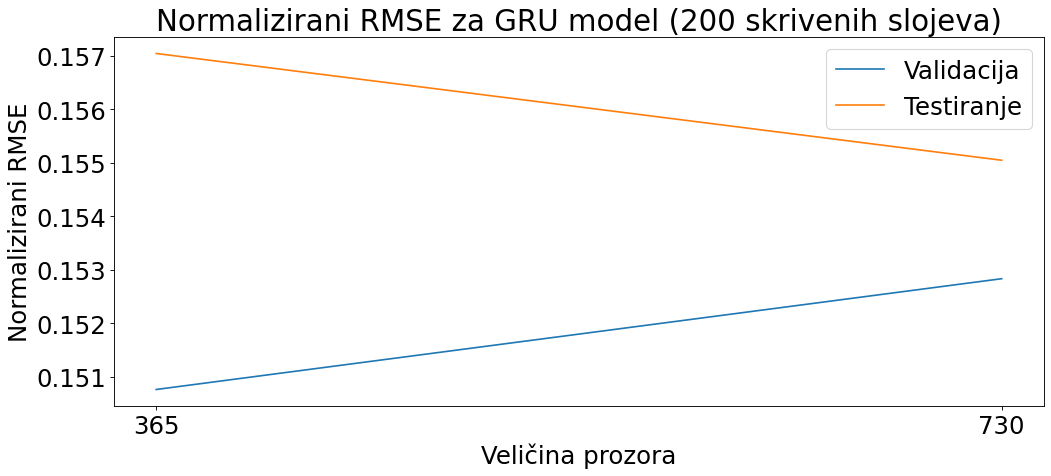 Normalizirani RMSE za GRU model (200 skrivenih slojeva)
Normalizirani RMSE
0.157
0.156
0.155
0.154
0.153
0.152
0.151
Validacija
Testiranje
365
730
Veličina prozora